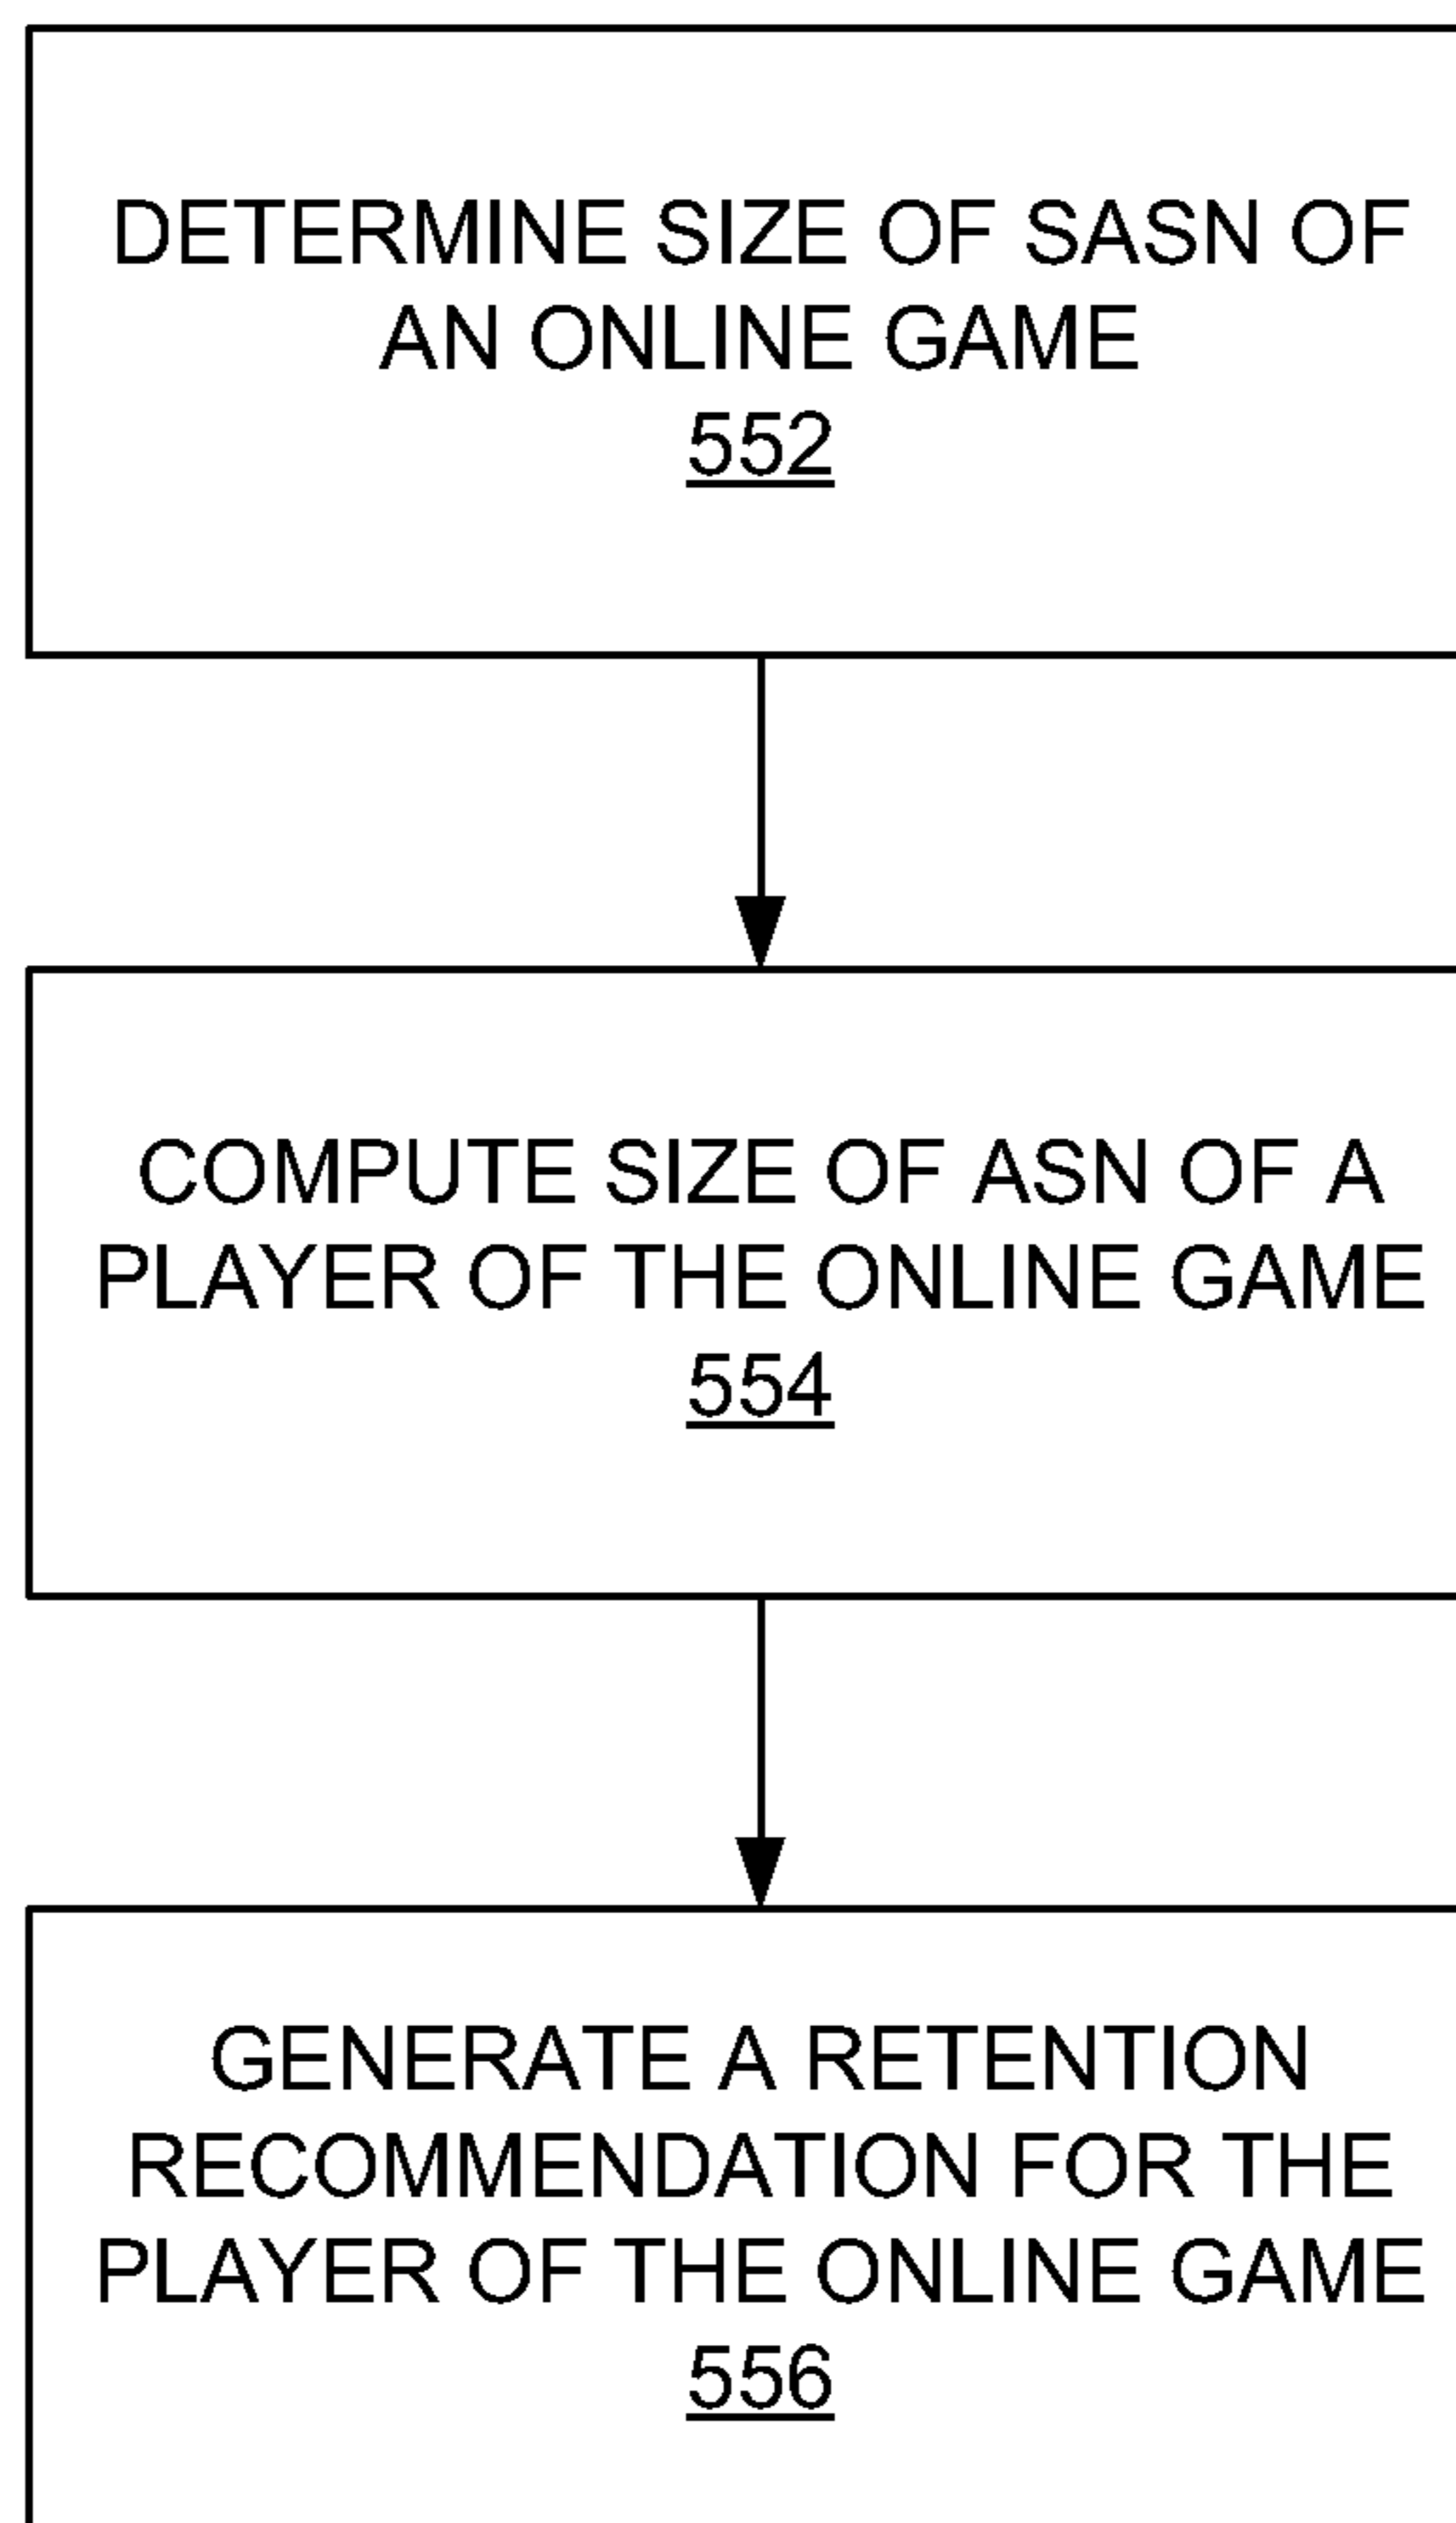 DETERMINE SIZE OF SASN OF
AN ONLINE GAME
552
COMPUTE SIZE OF ASN OF A
PLAYER OF THE ONLINE GAME
554
GENERATE A RETENTION
RECOMMENDATION FOR THE
PLAYER OF THE ONLINE GAME
556